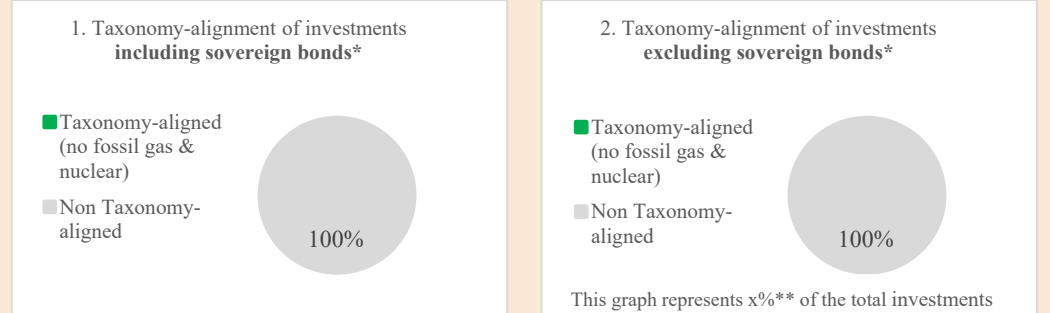 1. Taxonomy-alignment of investments
including sovereign bonds*
Taxonomy-aligned
(no fossil gas &
nuclear)
Non Taxonomy-
aligned
100%
2. Taxonomy-alignment of investments
excluding sovereign bonds*
Taxonomy-aligned
(no fossil gas &
nuclear)
Non Taxonomy-
aligned
100%
This graph represents x%** of the total investments